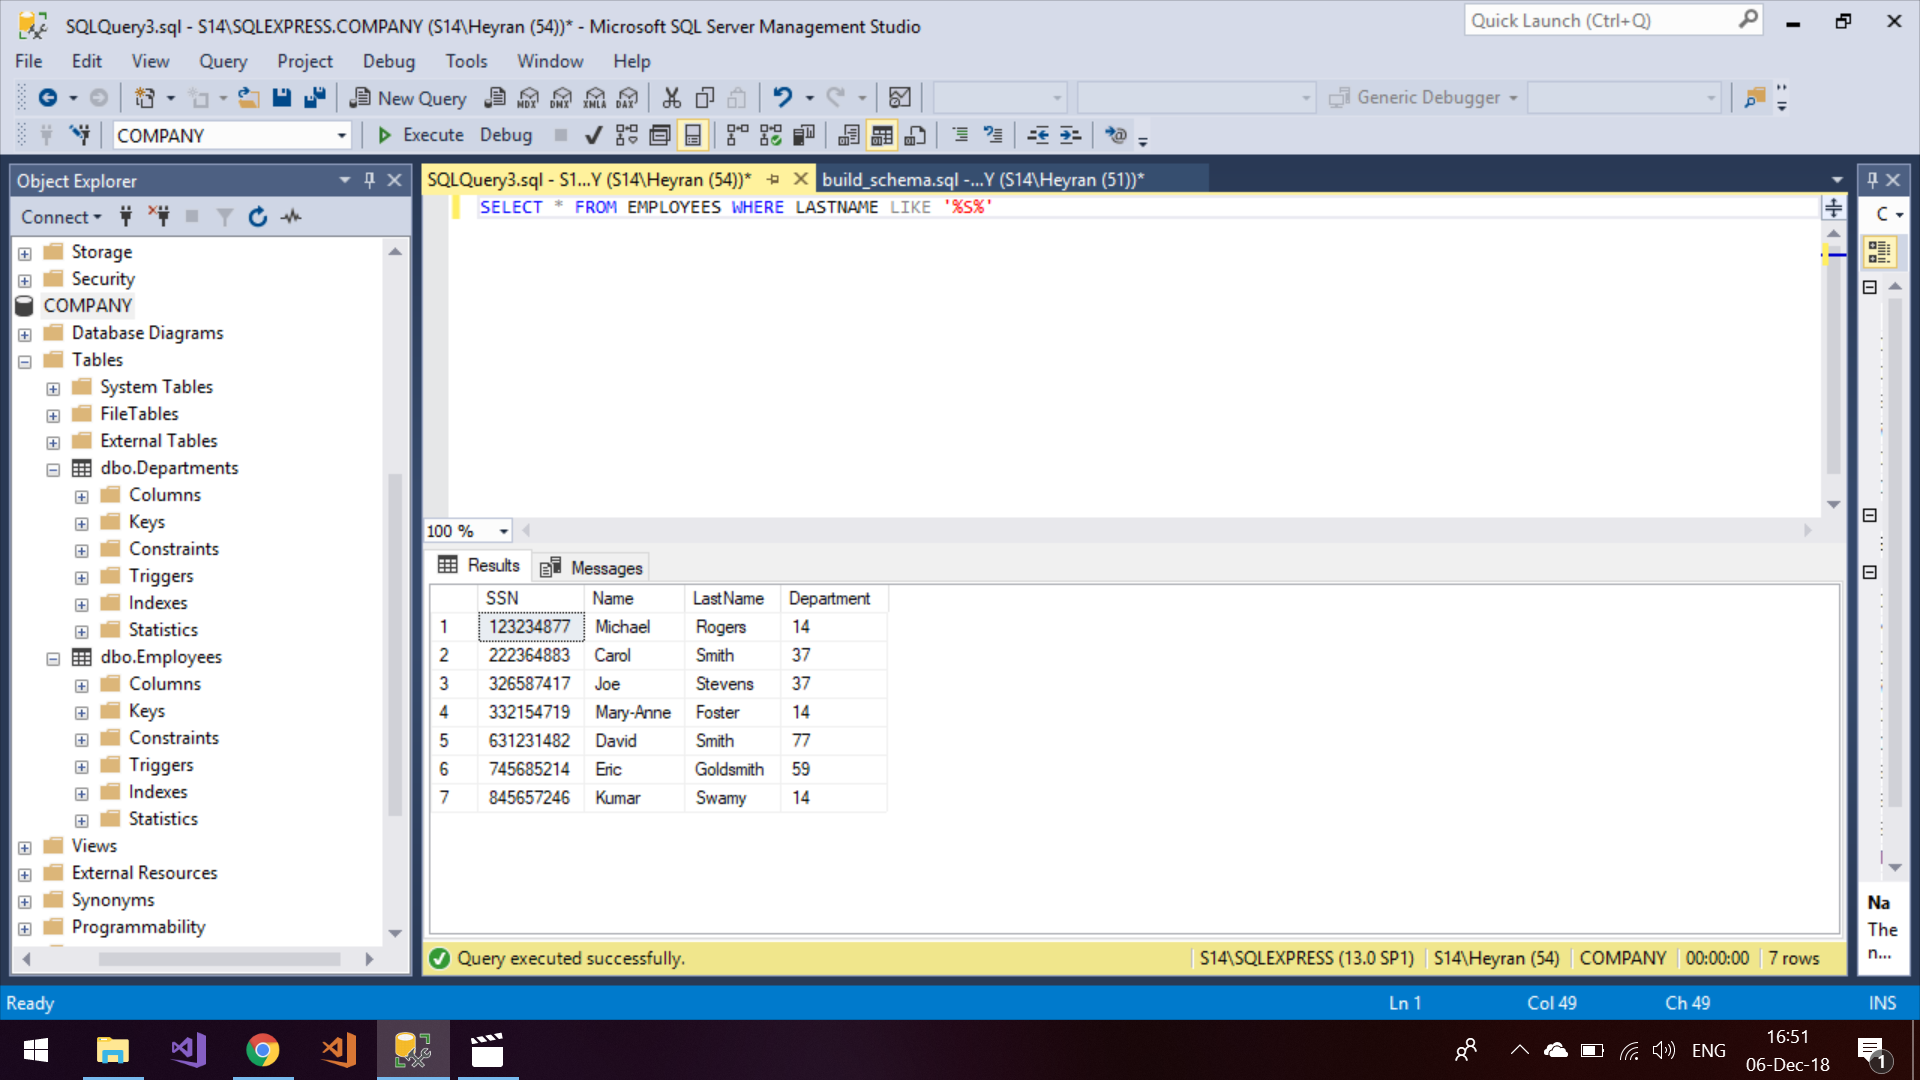 SQLQuery3.sql - S14\SQLEXPRESS.COMPANY (S14\Heyran (54))* - Microsoft SQL Server Management Studio
Quick Launch (Ctrl+Q)
File Edit View Query Project Debug Tools Window Help
New Query MDX DMX XMLA DAX Generic Debugger
COMPANY Execute Debug
Object Explorer
SQLQuery3.sql - S1...Y (S14\Heyran (54))* build_schema.sql -...Y (S14\Heyran (51))*
Connect
C
SELECT * FROM EMPLOYEES WHERE LASTNAME LIKE '%S%'
Storage
Security
COMPANY
Database Diagrams
Tables
System Tables
FileTables
External Tables
dbo.Departments
Columns
Keys
Constraints
Triggers
Indexes
Statistics
dbo.Employees
Columns
Keys
Constraints
Triggers
Indexes
Statistics
Views
External Resources
Synonyms
Programmability
100 %
Results Messages
SSN Name LastName Department
1 123234877 Michael Rogers 14
2 222364883 Carol Smith 37
3 326587417 Joe Stevens 37
4 332154719 Mary-Anne Foster 14
5 631231482 David Smith 77
6 745685214 Eric Goldsmith 59
7 845657246 Kumar Swamy 14
Na
The
n...
Query executed successfully. S14\SQLEXPRESS (13.0 SP1) S14\Heyran (54) COMPANY 00:00:00 7 rows
Ready Ln 1 Col 49 Ch 49 INS
ENG
16:51
06-Dec-18
1